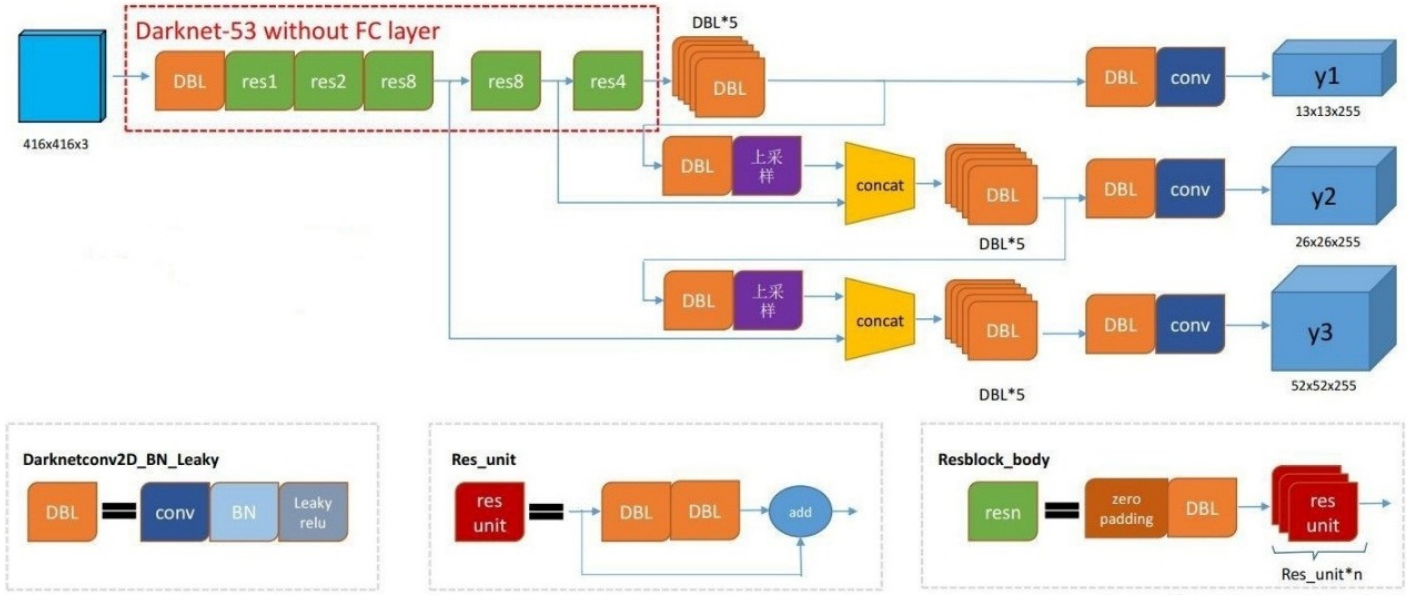 Darknet-53 without FC layer
DBL*5
DBL
res1
res2
res8
res8
res4
DBL
DBL
conv
y1
416x416x3
13x13x255
DBL
上采
样
concat
DBL
DBL
conv
y2
DBL*5
26x26x255
DBL
上采
样
concat
DBL
DBL
conv
y3
DBL*5
52x52x255
Darknetconv2D_BN_Leaky
DBL
conv
BN
Leaky
relu
Res_unit
res
unit
DBL
DBL
add
Resblock_body
resn
zero
padding
DBL
res
unit
Res_unit*n